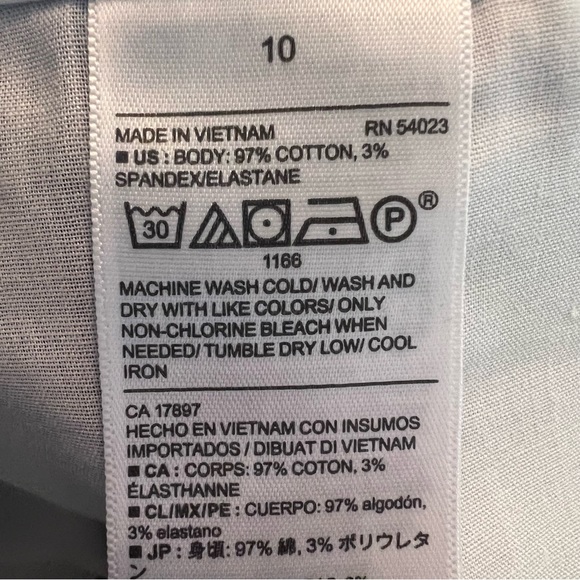 10
MADE IN VIETNAM RN 54023
■ US : BODY: 97% COTTON, 3%
SPANDEX/ELASTANE
30 P ®
1166
MACHINE WASH COLD/ WASH AND
DRY WITH LIKE COLORS/ ONLY
NON-CHLORINE BLEACH WHEN
NEEDED/ TUMBLE DRY LOW/ COOL
IRON
CA 17897
HECHO EN VIETNAM CON INSUMOS
IMPORTADOS / DIBUAT DI VIETNAM
■ CA : CORPS: 97% COTON, 3%
ÉLASTHANNE
■ CL/MX/PE : CUERPO: 97% algodón,
3% elastano
■ JP : 身頃: 97% 綿, 3% ポリウレタ
ン